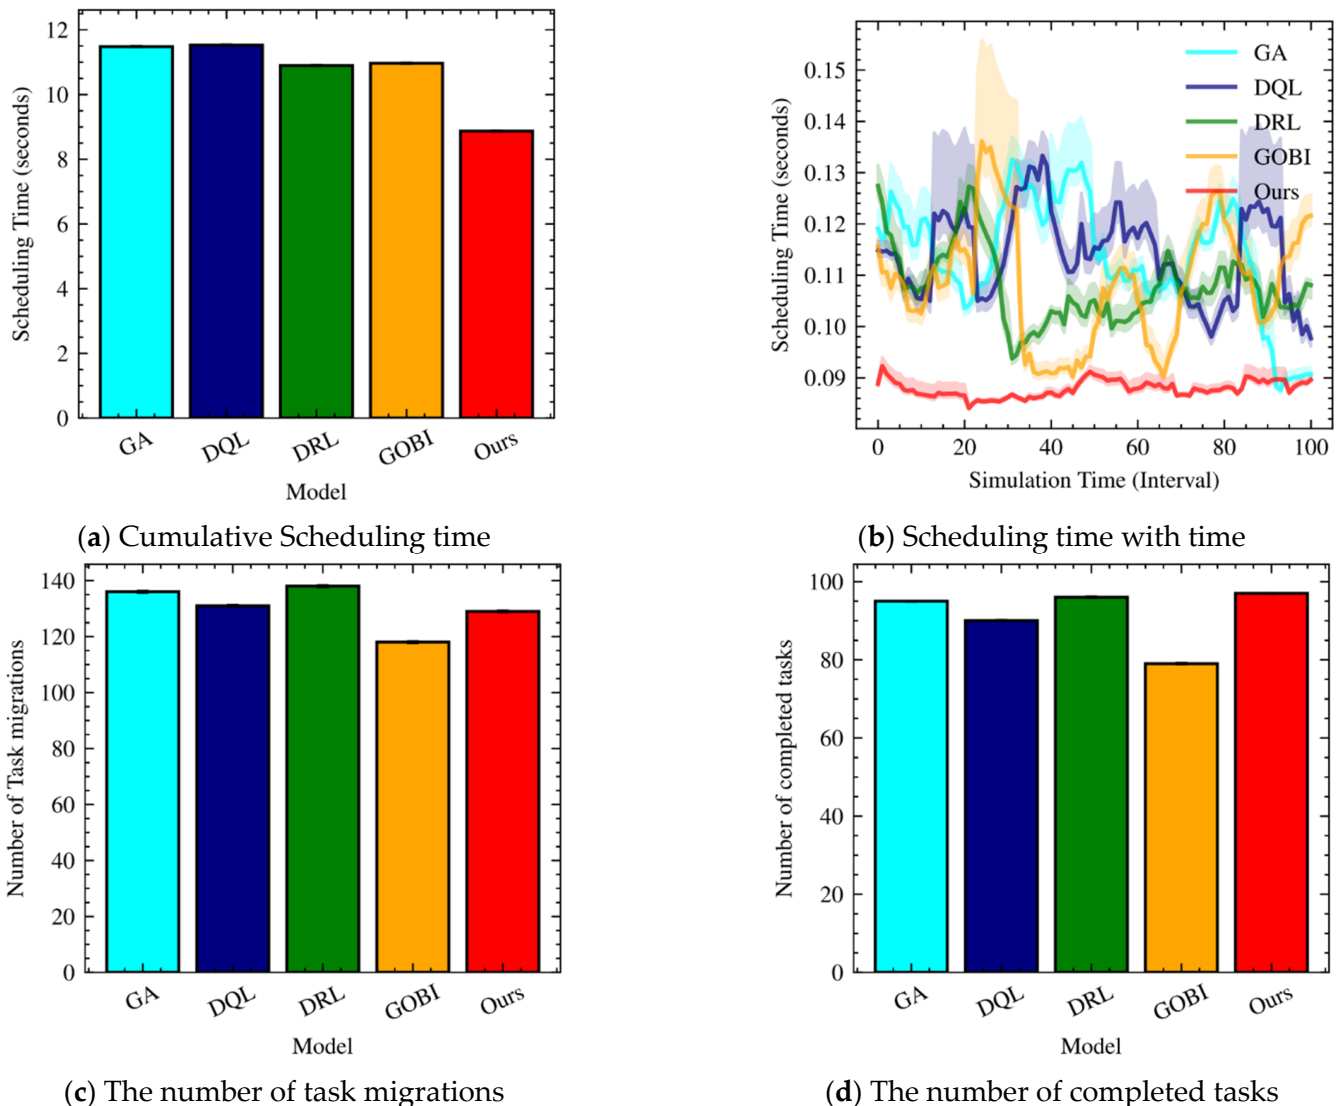 12
10
8
6
4
2
0
Scheduling Time (seconds)
GA
DQL
DRL
GOBI
Ours
Model
(a) Cumulative Scheduling time
0.15
0.14
0.13
0.12
0.11
0.10
0.09
Scheduling Time (seconds)
GA
DQL
DRL
GOBI
Ours
0
20
40
60
80
100
Simulation Time (Interval)
(b) Scheduling time with time
140
120
100
80
60
40
20
0
Number of Task migrations
GA
DQL
DRL
GOBI
Ours
Model
(c) The number of task migrations
100
80
60
40
20
0
Number of completed tasks
GA
DQL
DRL
GOBI
Ours
Model
(d) The number of completed tasks